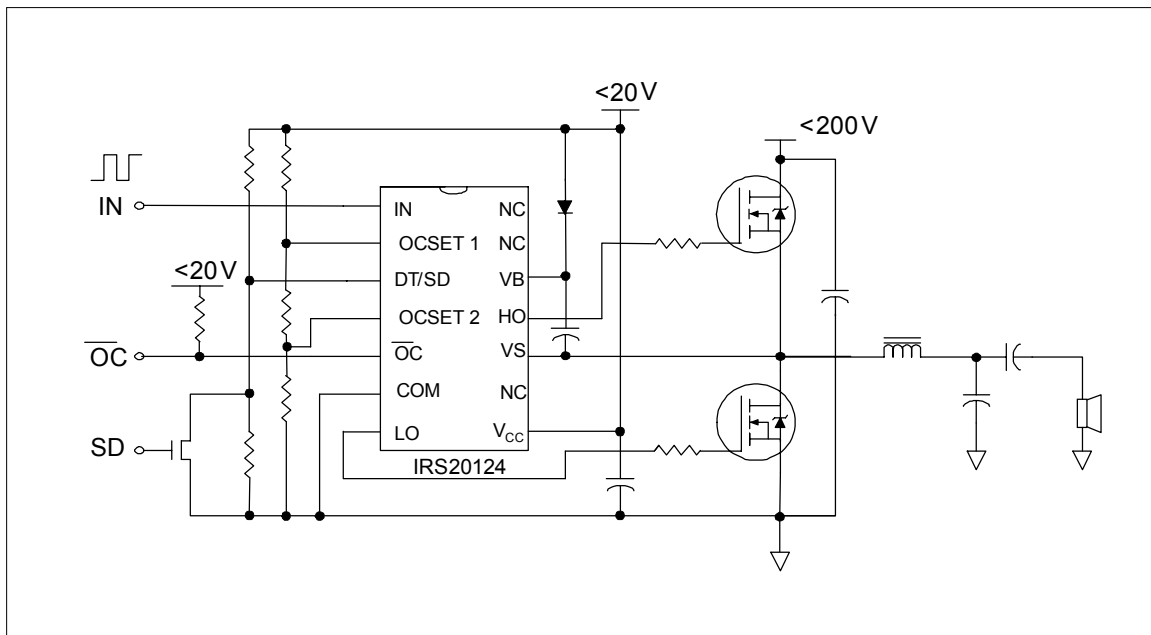 <20V
<200V
IN
<20V
OC
SD
IN
OCSET 1
DT/SD
OCSET 2
OC
COM
LO
NC
NC
VB
HO
VS
NC
VCC
IRS20124